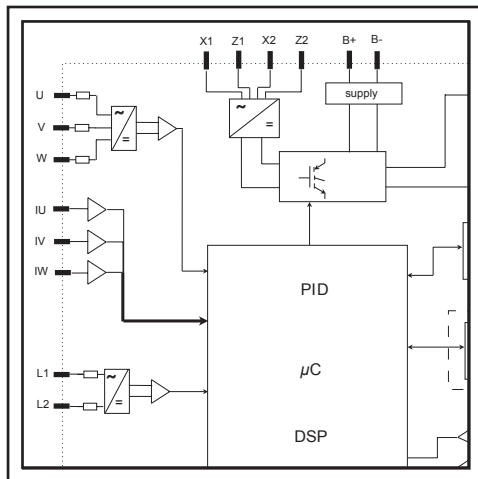 X1 Z1 X2 Z2 B+ B-
supply
U
~
=
V
~
=
W
IU
IV
IW
PID
L1
~
=
µC
L2
DSP